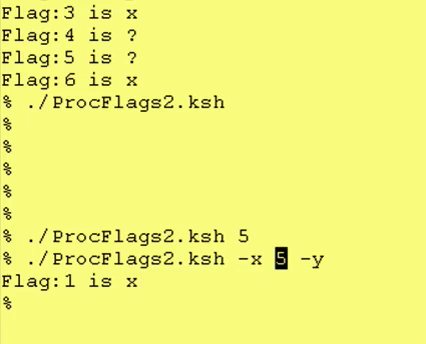 Flag:3 is x
Flag:4 is ?
Flag:5 is ?
Flag:6 is x
% ./ProcFlags2.ksh
%
%
%
%
%
% ./ProcFlags2.ksh 5
% ./ProcFlags2.ksh -x 5 -y
Flag:1 is x
%